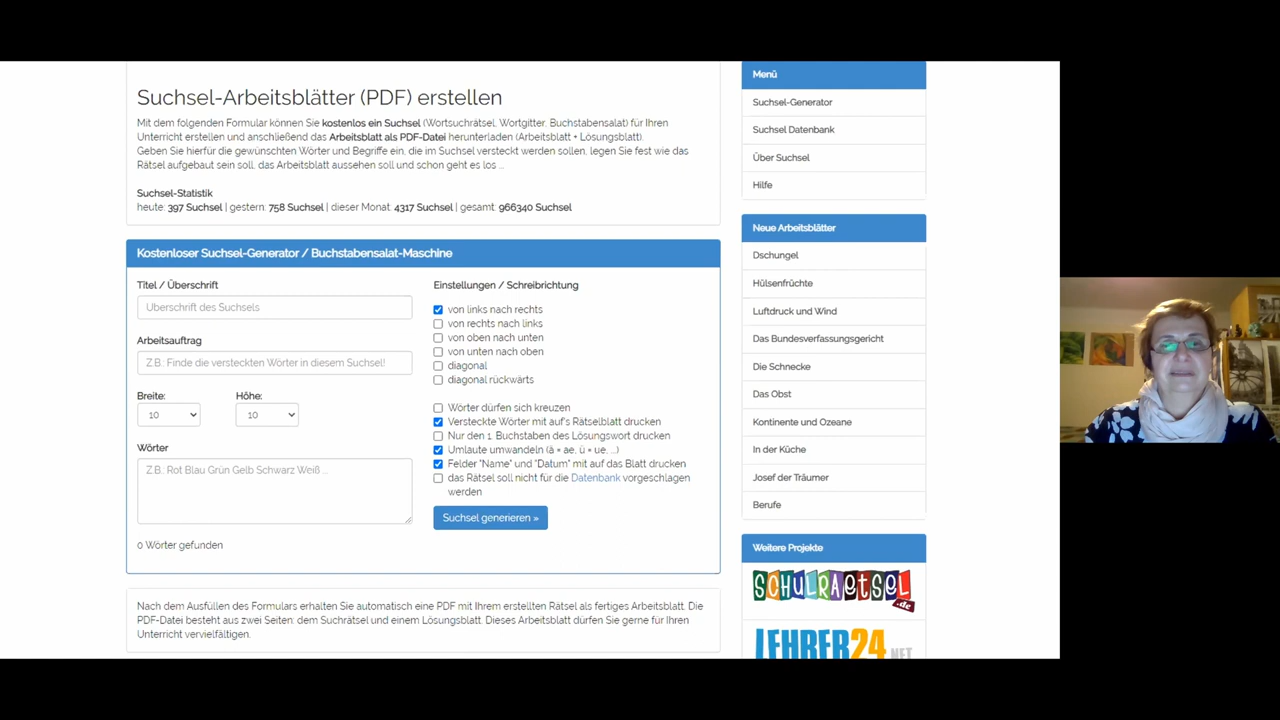 Suchsel-Arbeitsblätter (PDF) erstellen
Mit dem folgenden Formular können Sie kostenlos ein Suchsel (Wortsuchrätsel, Wortgitter, Buchstabensalat) für Ihren
Unterricht erstellen und anschließend das Arbeitsblatt als PDF-Datei herunterladen (Arbeitsblatt + Lösungsblatt).
Geben Sie hierfür die gewünschten Wörter und Begriffe ein, die im Suchsel versteckt werden sollen, legen Sie fest wie das
Rätsel aufgebaut sein soll, das Arbeitsblatt aussehen soll und schon geht es los ...
Suchsel-Statistik
heute: 397 Suchsel | gestern: 758 Suchsel | dieser Monat: 4317 Suchsel | gesamt: 966340 Suchsel
Kostenloser Suchsel-Generator / Buchstabensalat-Maschine
Titel / Überschrift
Überschrift des Suchsels
Arbeitsauftrag
Z.B.: Finde die versteckten Wörter in diesem Suchsel!
Breite: Höhe:
10 10
Wörter
Z.B.: Rot Blau Grün Gelb Schwarz Weiß ...
0 Wörter gefunden
Einstellungen / Schreibrichtung
von links nach rechts
von rechts nach links
von oben nach unten
von unten nach oben
diagonal
diagonal rückwärts
Wörter dürfen sich kreuzen
Versteckte Wörter mit auf's Rätselblatt drucken
Nur den 1. Buchstaben des Lösungswort drucken
Umlaute umwandeln (ä = ae, ü = ue, ...)
Felder "Name" und "Datum" mit auf das Blatt drucken
das Rätsel soll nicht für die Datenbank vorgeschlagen
werden
Suchsel generieren »
Nach dem Ausfüllen des Formulars erhalten Sie automatisch eine PDF mit Ihrem erstellten Rätsel als fertiges Arbeitsblatt. Die
PDF-Datei besteht aus zwei Seiten: dem Suchrätsel und einem Lösungsblatt. Dieses Arbeitsblatt dürfen Sie gerne für Ihren
Unterricht vervielfältigen.
Menü
Suchsel-Generator
Suchsel Datenbank
Über Suchsel
Hilfe
Neue Arbeitsblätter
Dschungel
Hülsenfrüchte
Luftdruck und Wind
Das Bundesverfassungsgericht
Die Schnecke
Das Obst
Kontinente und Ozeane
In der Küche
Josef der Träumer
Berufe
Weitere Projekte
SCHULRAETSEL
.de
LEHRER24.NET